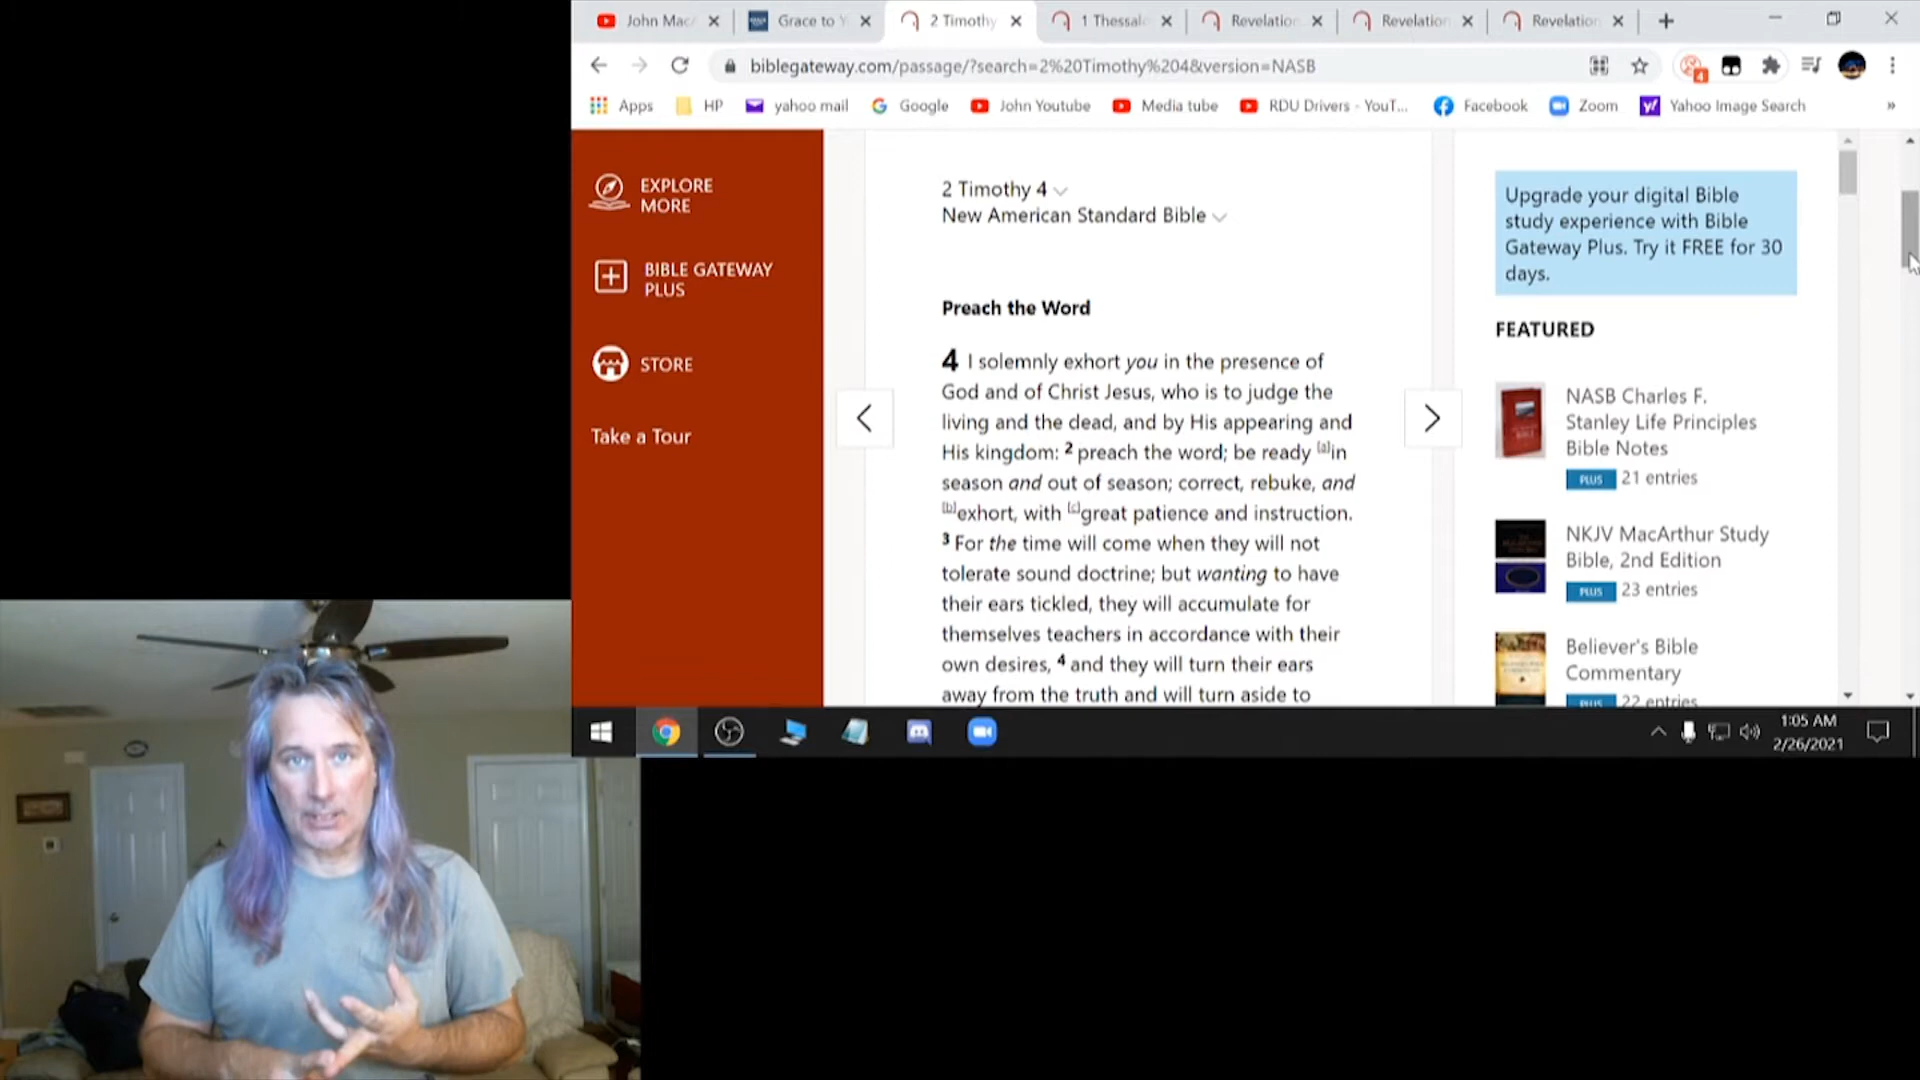 John Mac
Grace to Y
2 Timothy
1 Thessal
Revelation
Revelation
Revelation
biblegateway.com/passage/?search=2%20Timothy%204&version=NASB
4
Apps
HP
yahoo mail
Google
John Youtube
Media tube
RDU Drivers - YouT...
Facebook
Zoom
Yahoo Image Search
»
EXPLORE
MORE
BIBLE GATEWAY
PLUS
STORE
Take a Tour
2 Timothy 4
New American Standard Bible
Preach the Word
4 I solemnly exhort you in the presence of
God and of Christ Jesus, who is to judge the
living and the dead, and by His appearing and
His kingdom: 2 preach the word; be ready [a]in
season and out of season; correct, rebuke, and
[b]exhort, with [c]great patience and instruction.
3 For the time will come when they will not
tolerate sound doctrine; but wanting to have
their ears tickled, they will accumulate for
themselves teachers in accordance with their
own desires, 4 and they will turn their ears
away from the truth and will turn aside to
Upgrade your digital Bible
study experience with Bible
Gateway Plus. Try it FREE for 30
days.
FEATURED
NASB Charles F.
Stanley Life Principles
Bible Notes
PLUS 21 entries
NKJV MacArthur Study
Bible, 2nd Edition
PLUS 23 entries
Believer's Bible
Commentary
PLUS 22 entries
1:05 AM
2/26/2021